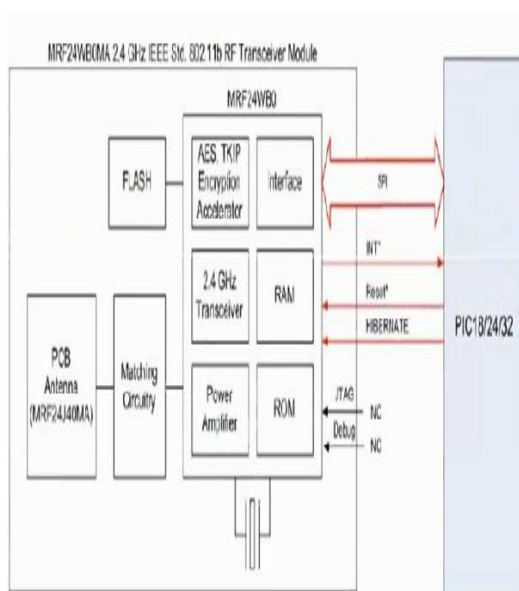 MRF24WB0MA 2.4 GHz IEEE Std. 802.11b RF Transceiver Module
MRF24WB0
FLASH
AES, TKIP
Encryption
Accelerator
Interface
SPI
2.4 GHz
Transceiver
RAM
INT*
Reset*
HIBERNATE
PIC18/24/32
PCB
Antenna
(MRF24J40MA)
Matching
Circuitry
Power
Amplifier
ROM
JTAG
NC
Debug
NC